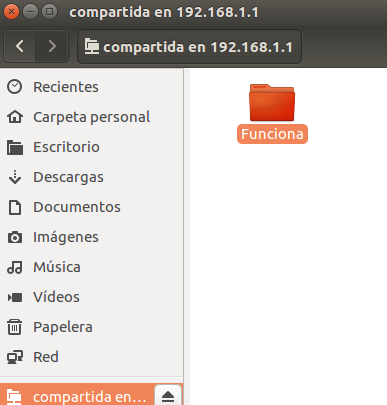 compartida en 192.168.1.1
compartida en 192.168.1.1
Recientes
Carpeta personal
Escritorio
Descargas
Documentos
Imágenes
Música
Vídeos
Papelera
Red
compartida en...
Funciona